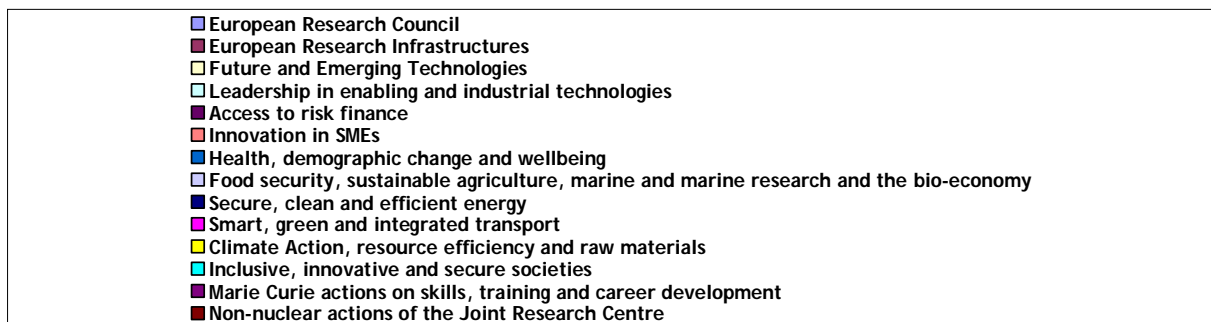 European Research Council
European Research Infrastructures
Future and Emerging Technologies
Leadership in enabling and industrial technologies
Access to risk finance
Innovation in SMEs
Health, demographic change and wellbeing
Food security, sustainable agriculture, marine and marine research and the bio-economy
Secure, clean and efficient energy
Smart, green and integrated transport
Climate Action, resource efficiency and raw materials
Inclusive, innovative and secure societies
Marie Curie actions on skills, training and career development
Non-nuclear actions of the Joint Research Centre